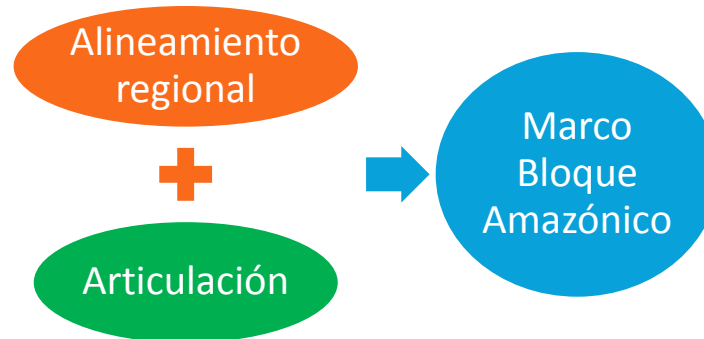 Alineamiento
regional
Articulación
Marco
Bloque
Amazónico